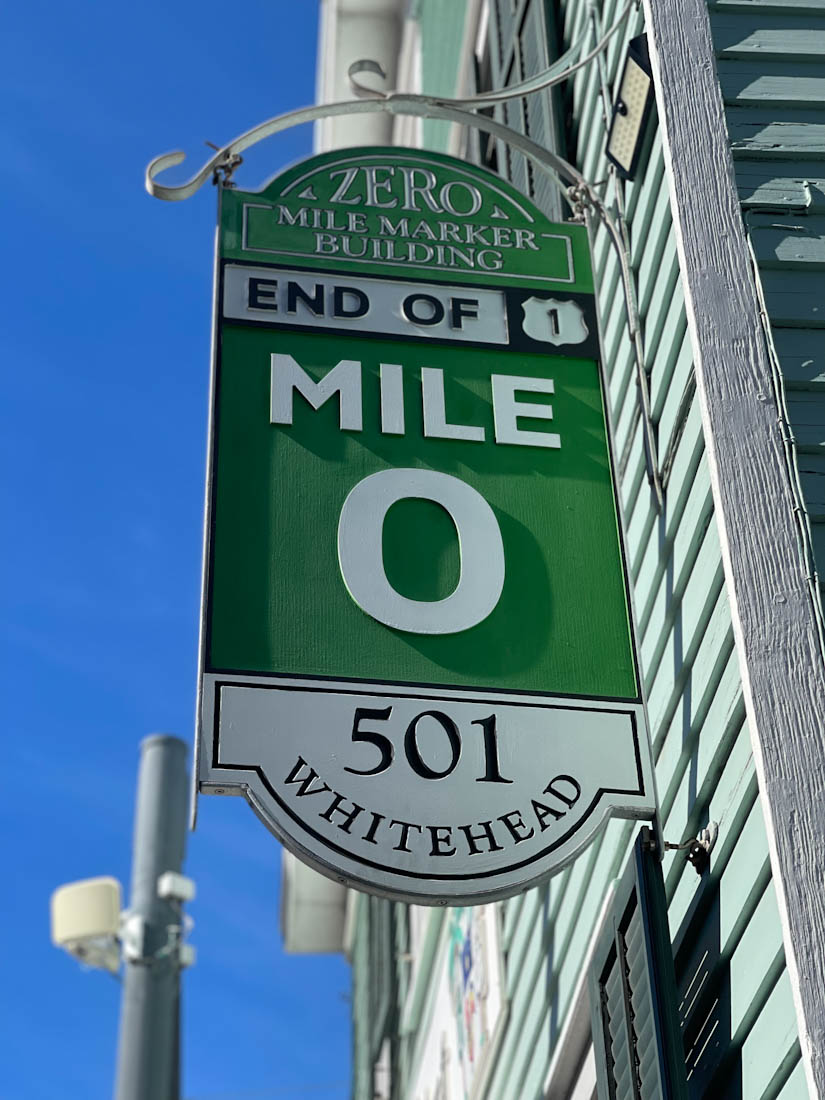 ZERO
MILE MARKER
BUILDING
END OF 1
MILE
0
501
WHITEHEAD